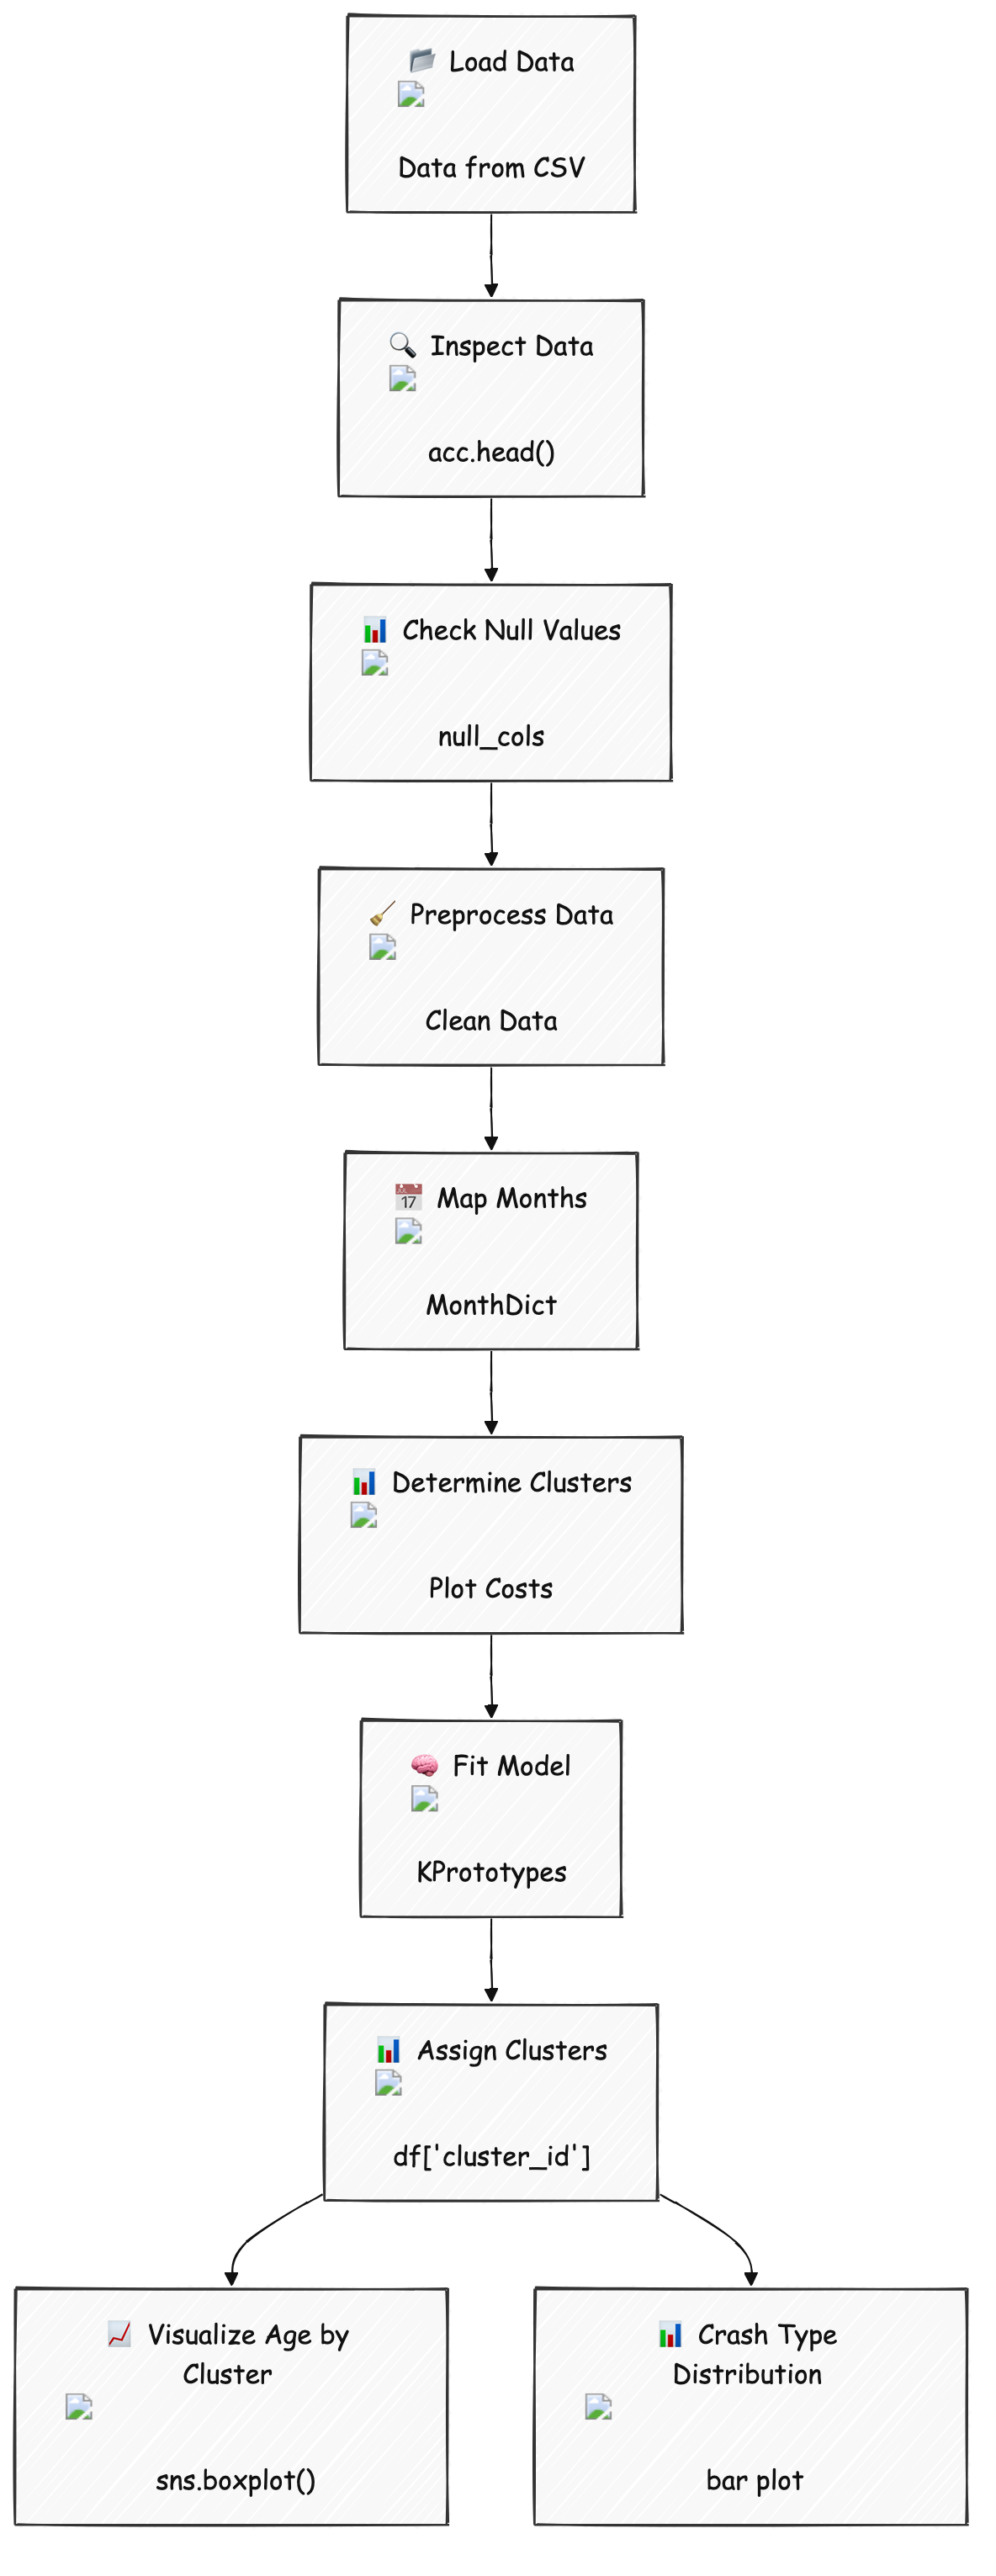 📂 Load Data
Data from CSV
🔍 Inspect Data
acc.head()
📊 Check Null Values
null_cols
🧹 Preprocess Data
Clean Data
📅 Map Months
MonthDict
📊 Determine Clusters
Plot Costs
🧠 Fit Model
KPrototypes
📊 Assign Clusters
df['cluster_id']
📈 Visualize Age by
Cluster
sns.boxplot()
📊 Crash Type
Distribution
bar plot